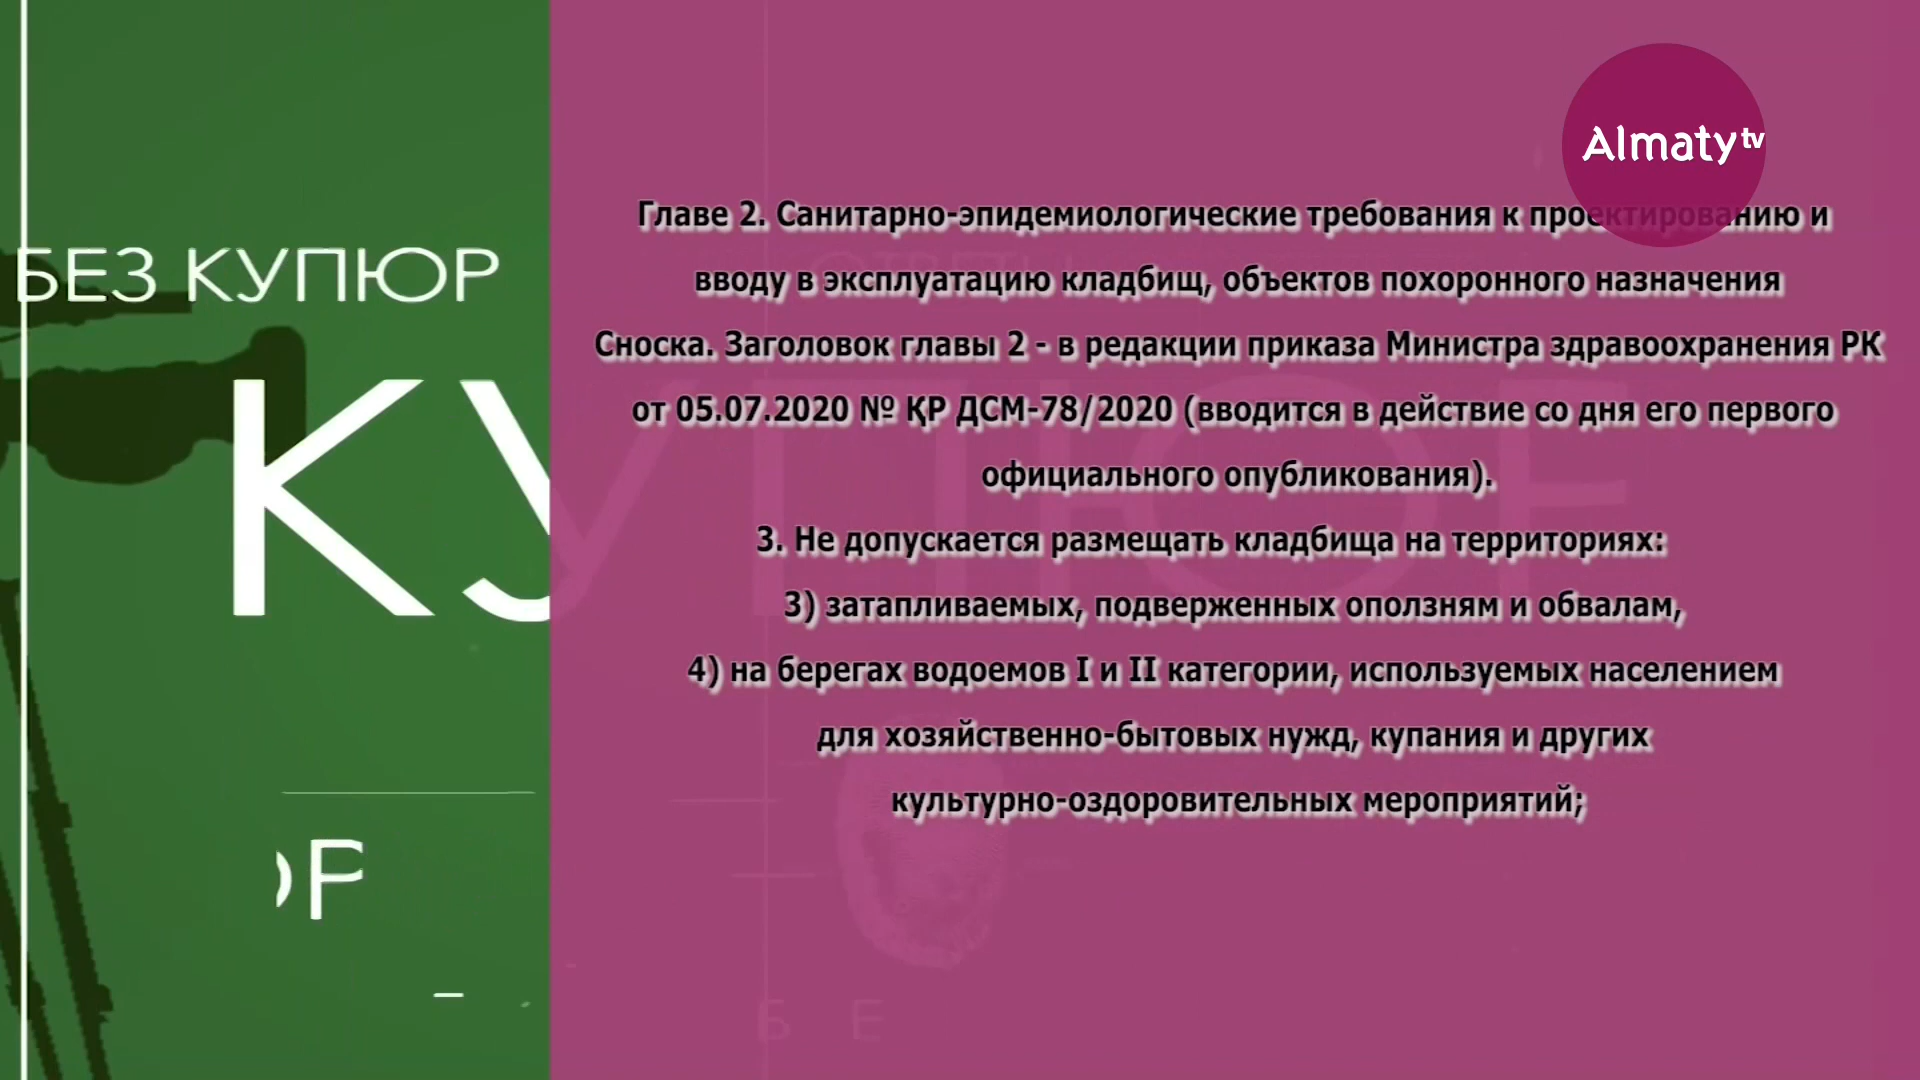 Almaty tv
БЕЗ КУПЮР
КУПЮР
Главе 2. Санитарно-эпидемиологические требования к проектированию и
вводу в эксплуатацию кладбищ, объектов похоронного назначения
Сноска. Заголовок главы 2 - в редакции приказа Министра здравоохранения РК
от 05.07.2020 № ҚР ДСМ-78/2020 (вводится в действие со дня его первого
официального опубликования).
3. Не допускается размещать кладбища на территориях:
3) затапливаемых, подверженных оползням и обвалам,
4) на берегах водоемов I и II категории, используемых населением
для хозяйственно-бытовых нужд, купания и других
культурно-оздоровительных мероприятий;
ОР
Б Е